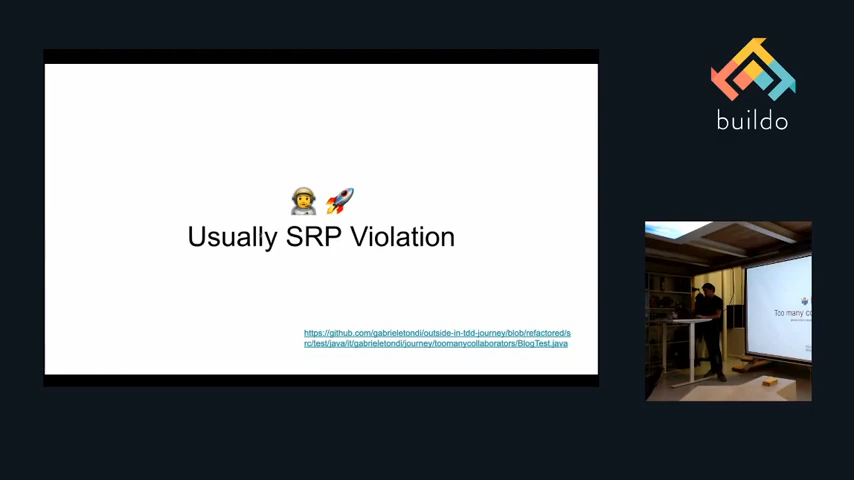 buildo
Usually SRP Violation
https://github.com/gabrieletondi/outside-in-tdd-journey/blob/refactored/s
rc/test/java/it/gabrieletondi/journey/toomanycollaborators/BlogTest.java
Too many co